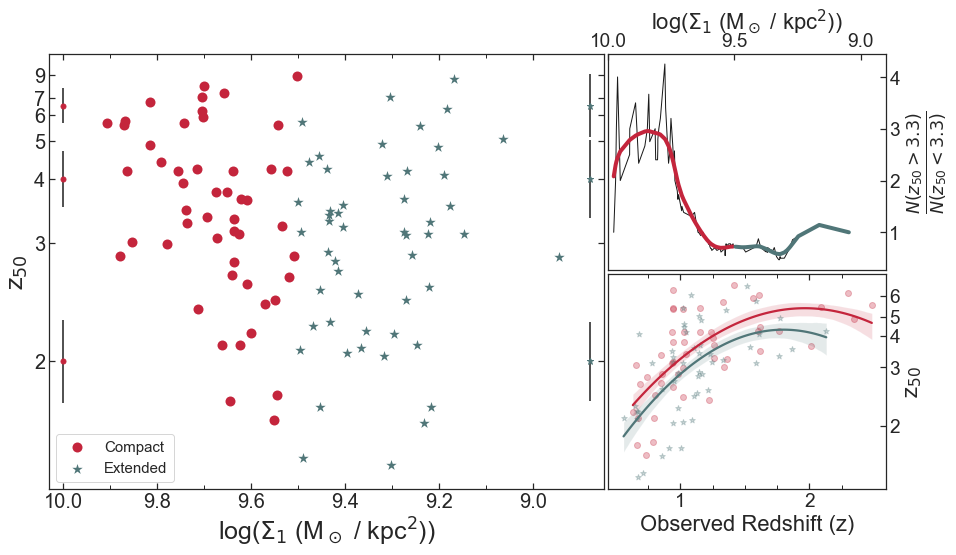 log(Σ₁ (M⊙ / kpc²))
10.0 9.5 9.0
9
7
6
5
4
3
2
z₅₀
Compact
Extended
10.0 9.8 9.6 9.4 9.2 9.0
log(Σ₁ (M⊙ / kpc²))
4
3
2
1
N(z₅₀ > 3.3)
N(z₅₀ < 3.3)
6
5
4
3
2
z₅₀
1 2
Observed Redshift (z)